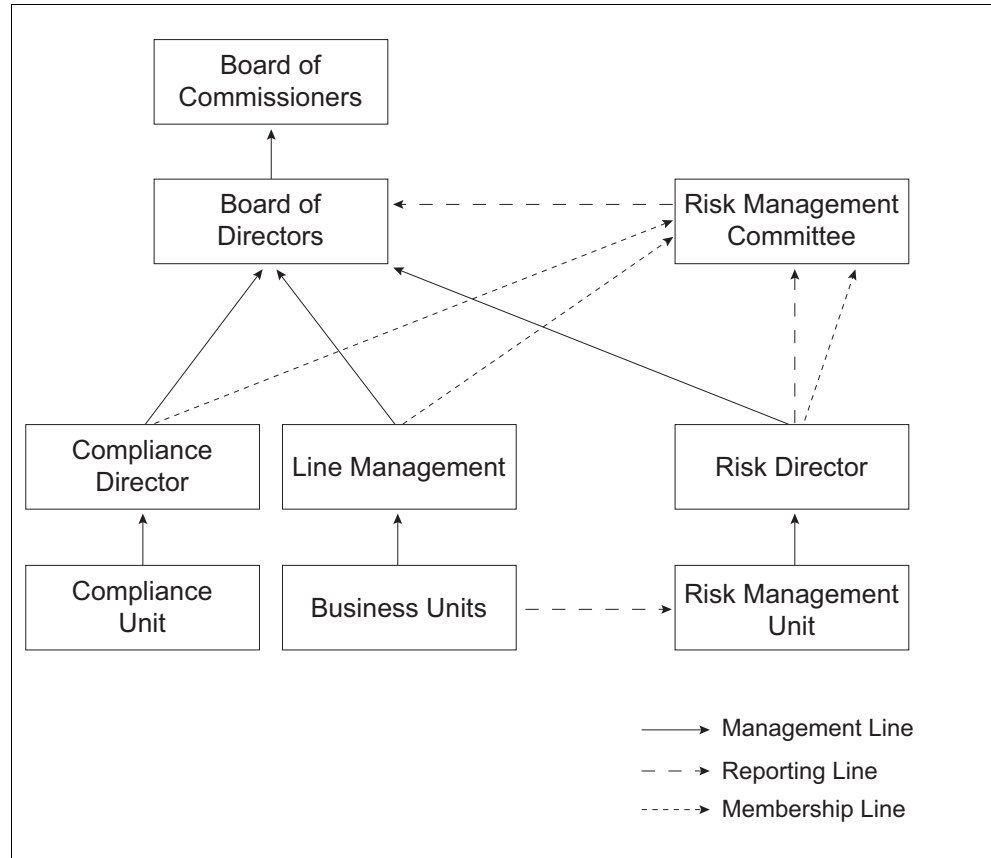 Board of
Commissioners
Board of
Directors
Risk Management
Committee
Compliance
Director
Line Management
Risk Director
Compliance
Unit
Business Units
Risk Management
Unit
Management Line
Reporting Line
Membership Line